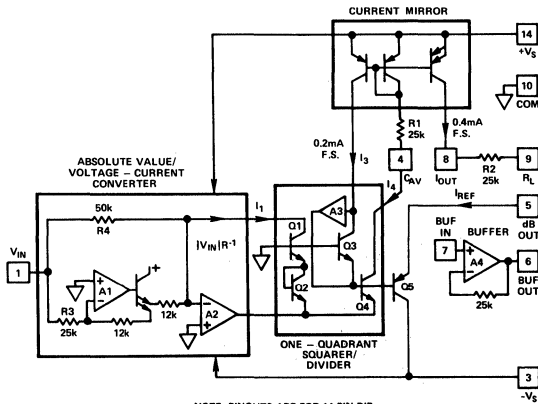 CURRENT MIRROR
14
+VS
10
COM
R1
25k
0.2mA
F.S.
0.4mA
F.S.
I3
4
CAV
I4
8
IOUT
R2
25k
9
RL
IREF
5
dB
OUT
ABSOLUTE VALUE/
VOLTAGE – CURRENT
CONVERTER
50k
R4
I1
|VIN|R-1
VIN
1
A1
R3
25k
12k
12k
A2
Q1
Q2
A3
Q3
Q4
Q5
BUF
IN
BUFFER
7
A4
6
BUF
OUT
25k
ONE – QUADRANT
SQUARER/
DIVIDER
3
-VS